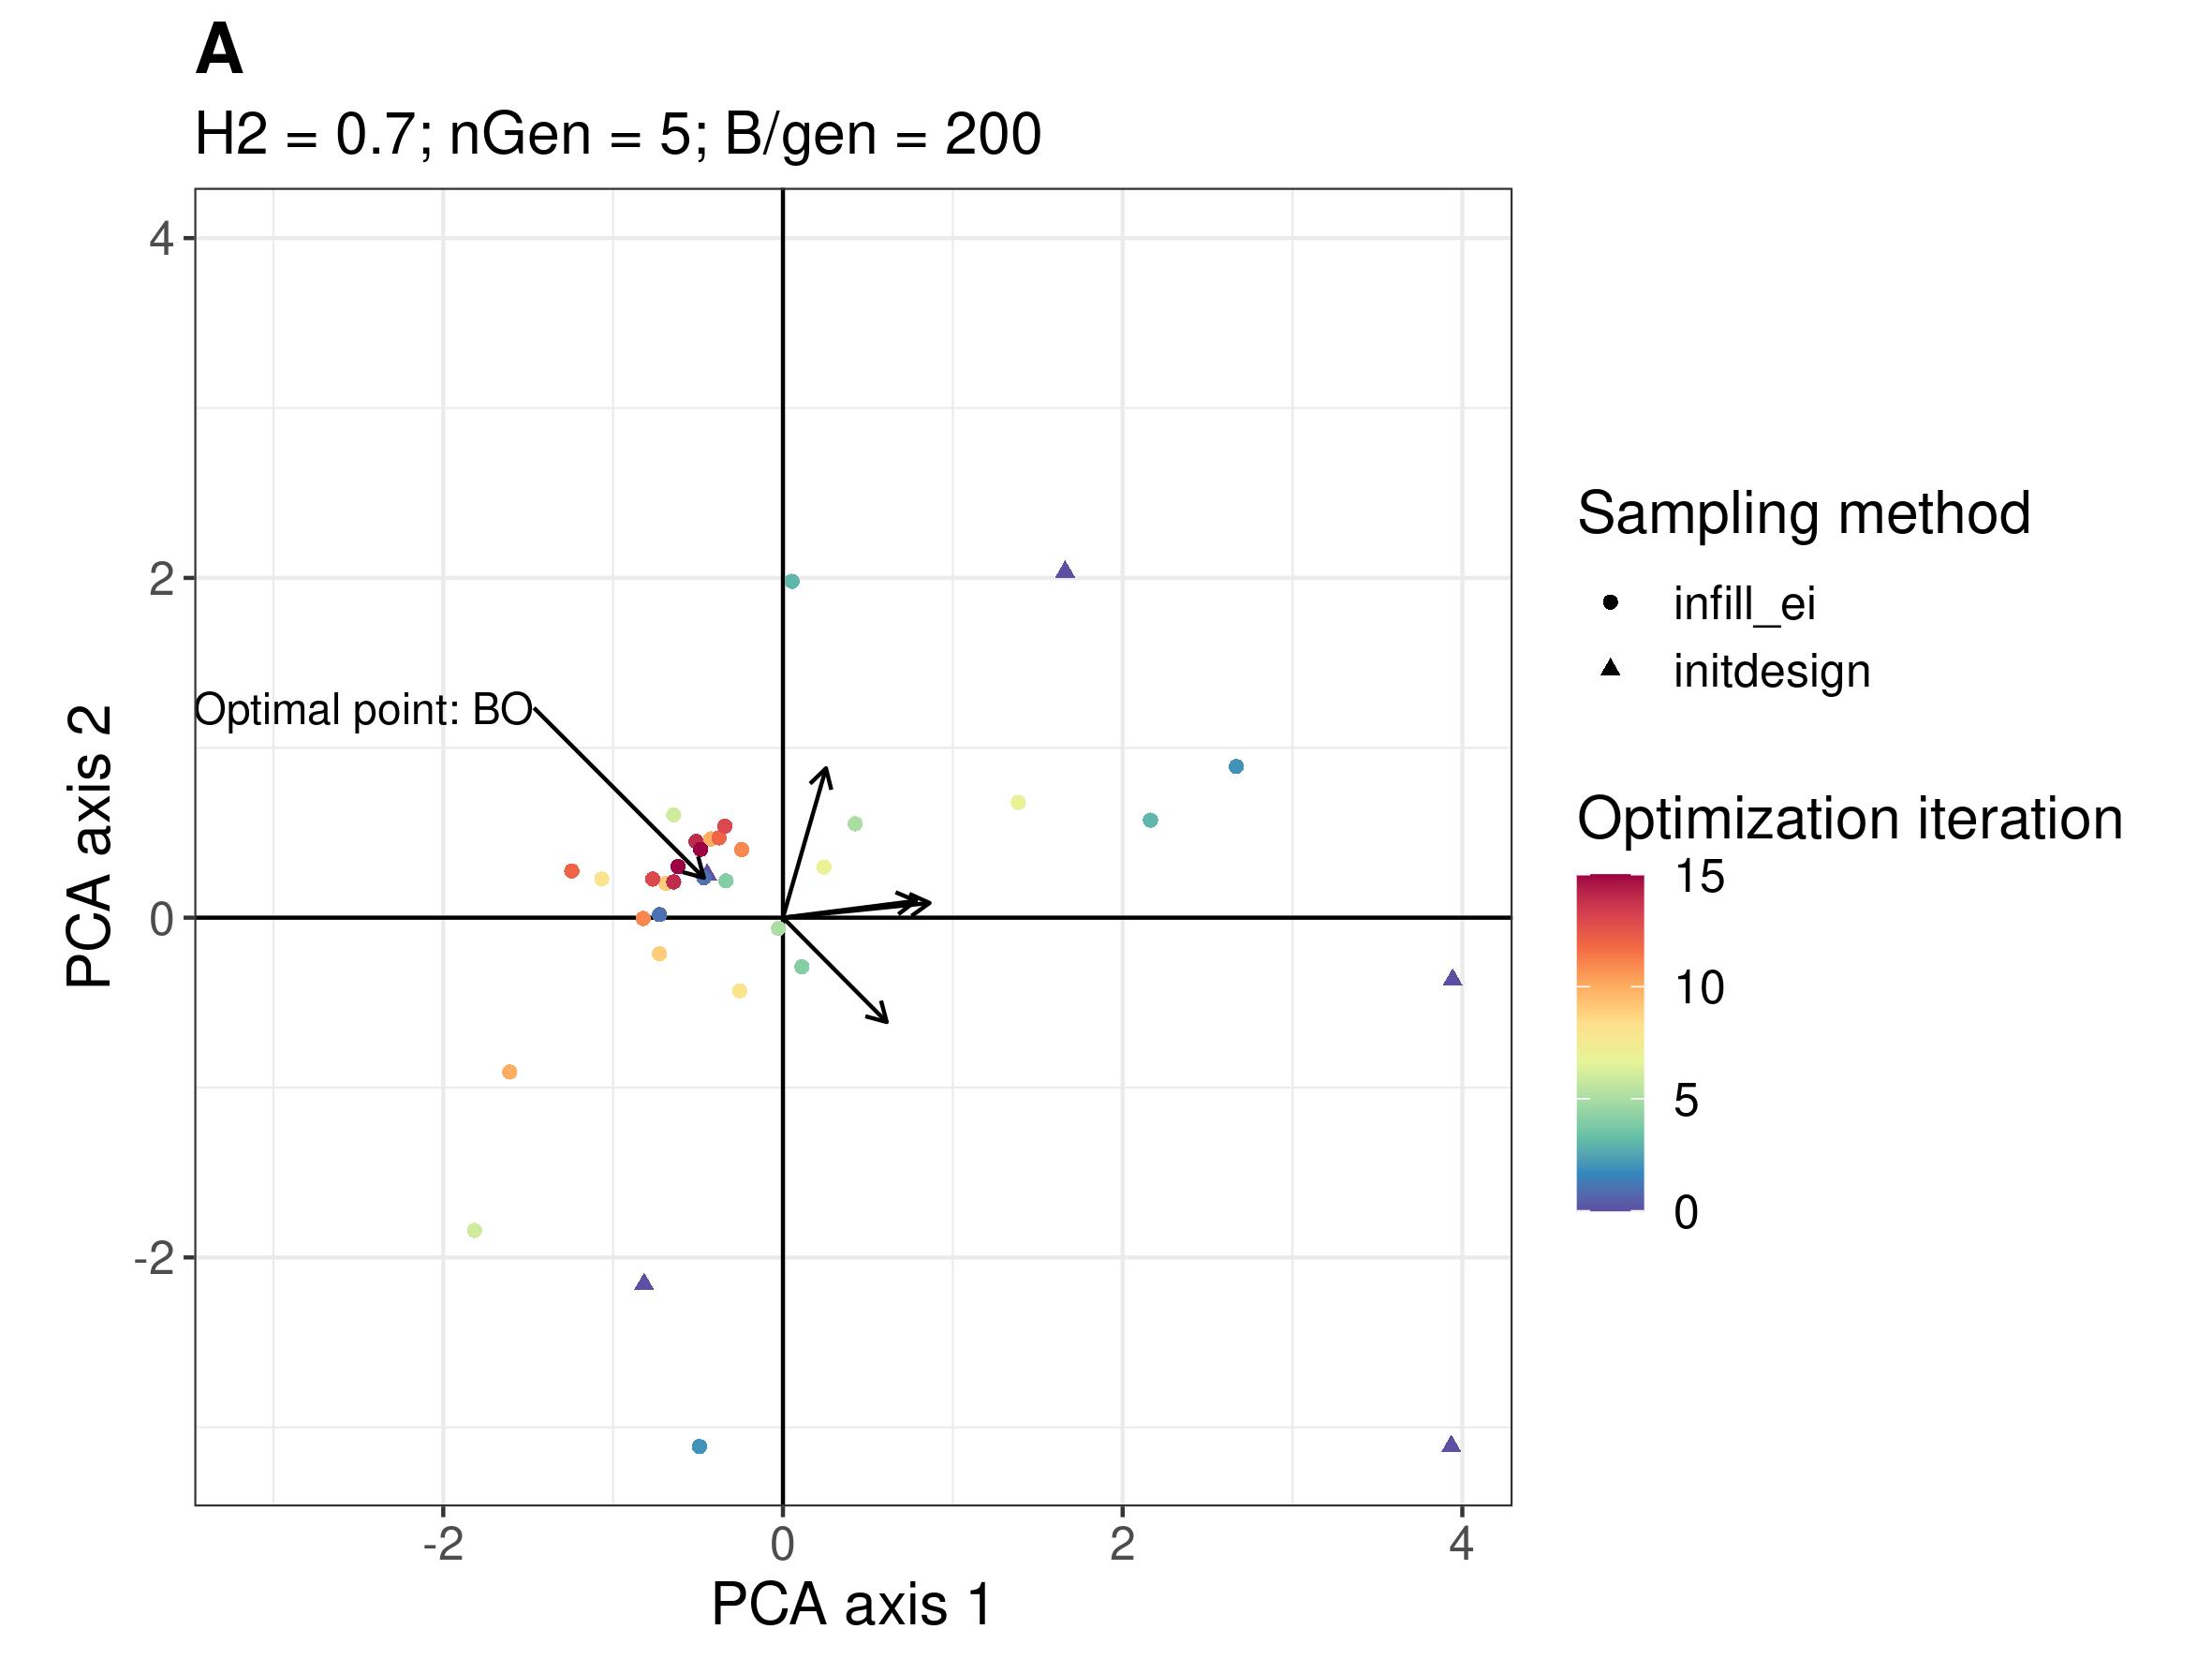 A
H2 = 0.7; nGen = 5; B/gen = 200
4
2
0
-2
PCA axis 2
Optimal point: BO
-2
0
2
4
PCA axis 1
Sampling method
infill_ei
initdesign
Optimization iteration
15
10
5
0